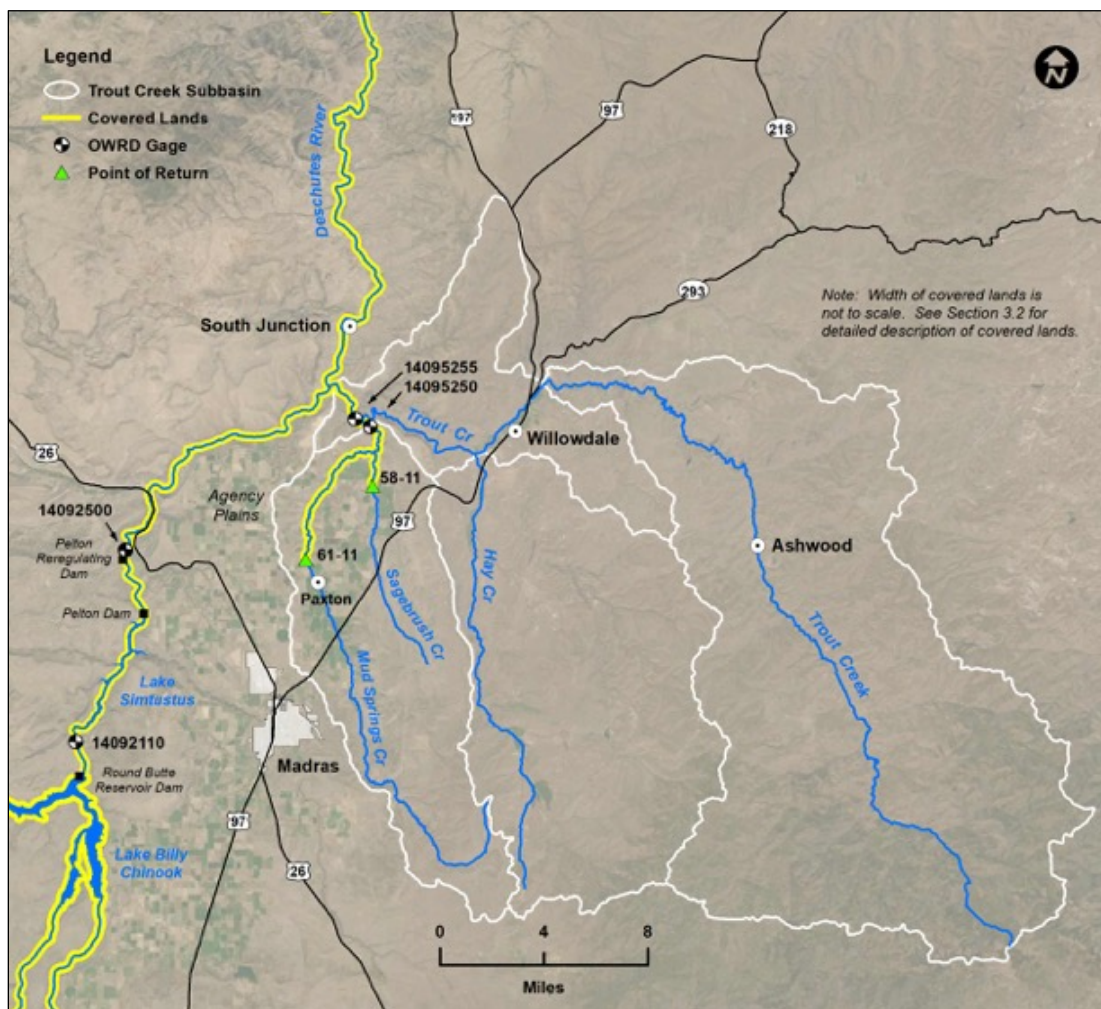 Legend
Trout Creek Subbasin
Covered Lands
OWRD Gage
Point of Return
N
197
97
218
Deschutes River
293
Note: Width of covered lands is
not to scale. See Section 3.2 for
detailed description of covered lands.
South Junction
14095255
14095250
Trout Cr
Willowdale
26
58-11
Agency
Plains
97
14092500
Pelton
Reregulating
Dam
61-11
Ashwood
Paxton
Hay Cr
Sagebrush Cr
Pelton Dam
Trout Creek
Mud Springs Cr
Lake
Simtustus
14092110
Madras
Round Butte
Reservoir Dam
97
Lake Billy
Chinook
26
0 4 8
Miles